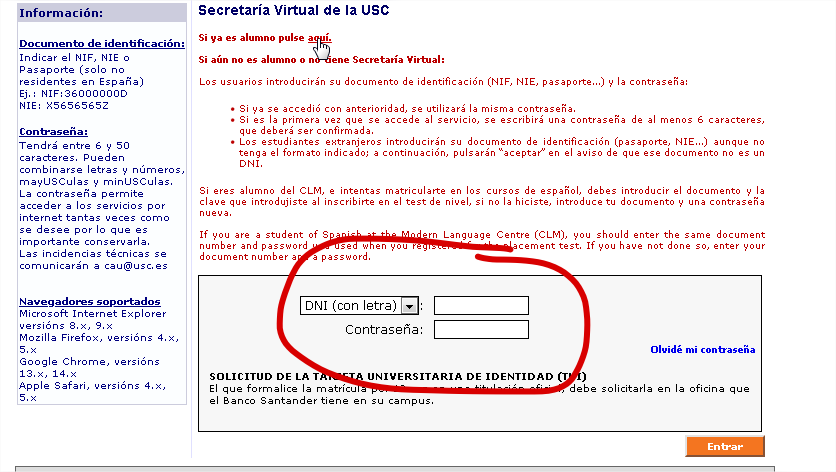 Información:
Documento de identificación:
Indicar el NIF, NIE o
Pasaporte (solo no
residentes en España)
Ej.: NIF:36000000D
NIE: X5656565Z
Contraseña:
Tendrá entre 6 y 50
caracteres. Pueden
combinarse letras y números,
mayUSCulas y minUSCulas.
La contraseña permite
acceder a los servicios por
internet tantas veces como
se desee por lo que es
importante conservarla.
Las incidencias técnicas se
comunicarán a cau@usc.es
Navegadores soportados
Microsoft Internet Explorer
versións 8.x, 9.x
Mozilla Firefox, versións 4.x,
5.x
Google Chrome, versións
13.x, 14.x
Apple Safari, versións 4.x,
5.x
Secretaría Virtual de la USC
Si ya es alumno pulse aquí.
Si aún no es alumno o no tiene Secretaría Virtual:
Los usuarios introducirán su documento de identificación (NIF, NIE, pasaporte...) y la contraseña:
• Si ya se accedió con anterioridad, se utilizará la misma contraseña.
• Si es la primera vez que se accede al servicio, se escribirá una contraseña de al menos 6 caracteres,
que deberá ser confirmada.
• Los estudiantes extranjeros introducirán su documento de identificación (pasaporte, NIE...) aunque no
tenga el formato indicado; a continuación, pulsarán "aceptar" en el aviso de que ese documento no es un
DNI.
Si eres alumno del CLM, e intentas matricularte en los cursos de español, debes introducir el documento y la
clave que introdujiste al inscribirte en el test de nivel, si no la hiciste, introduce tu documento y una contraseña
nueva.
If you are a student of Spanish at the Modern Language Centre (CLM), you should enter the same document
number and password you used when you registered for the placement test. If you have not done so, enter your
document number and a password.
DNI (con letra) :
Contraseña:
Olvidé mi contraseña
SOLICITUD DE LA TARJETA UNIVERSITARIA DE IDENTIDAD (TUI)
El que formalice la matrícula por en una titulación oficial, debe solicitarla en la oficina que
el Banco Santander tiene en su campus.
Entrar